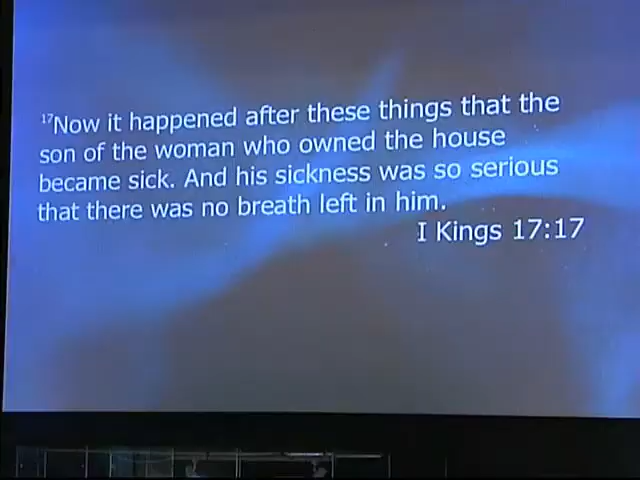 17Now it happened after these things that the
son of the woman who owned the house
became sick. And his sickness was so serious
that there was no breath left in him.
I Kings 17:17